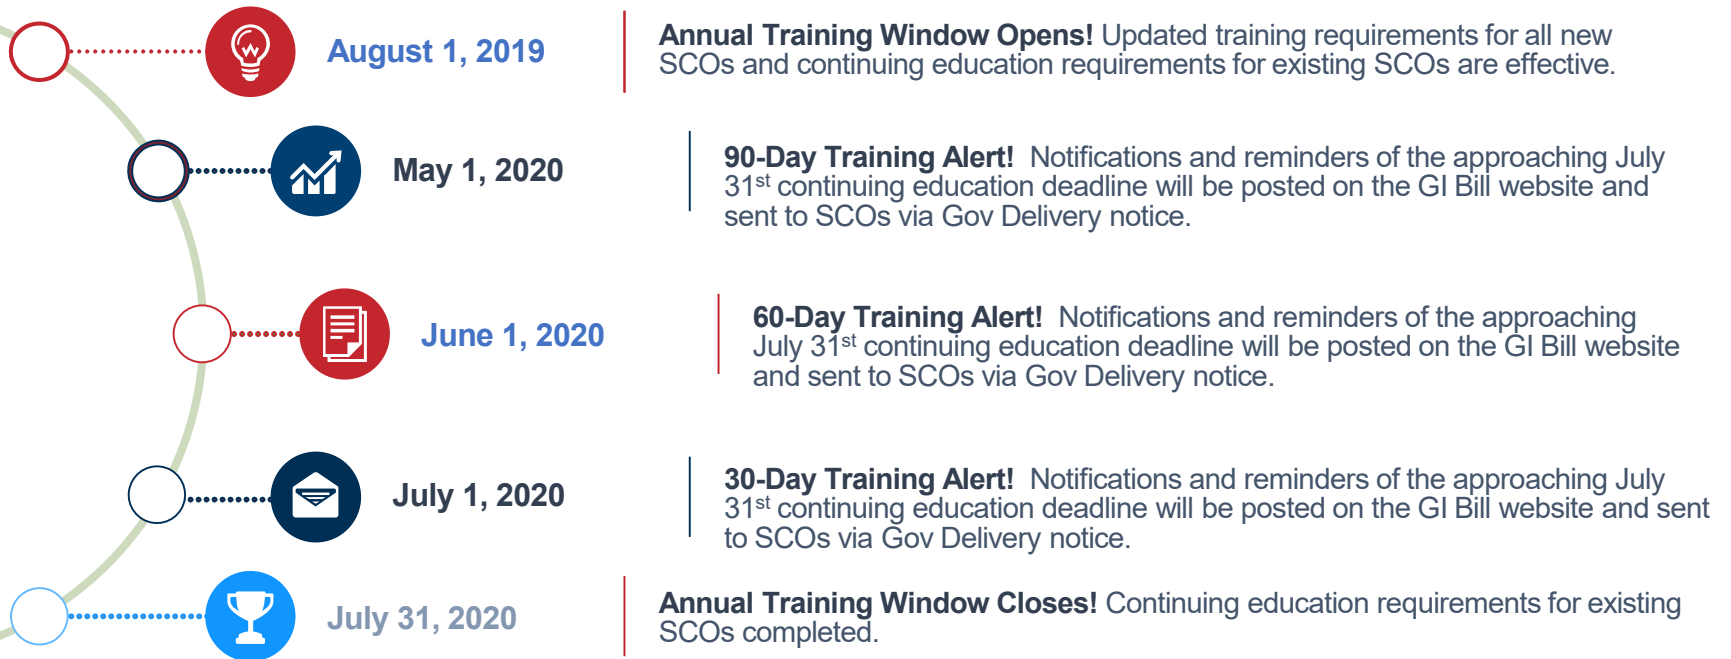 August 1, 2019
Annual Training Window Opens! Updated training requirements for all new
SCOs and continuing education requirements for existing SCOs are effective.
May 1, 2020
90-Day Training Alert!  Notifications and reminders of the approaching July
31st continuing education deadline will be posted on the GI Bill website and
sent to SCOs via Gov Delivery notice.
June 1, 2020
60-Day Training Alert!  Notifications and reminders of the approaching
July 31st continuing education deadline will be posted on the GI Bill website
and sent to SCOs via Gov Delivery notice.
July 1, 2020
30-Day Training Alert!  Notifications and reminders of the approaching July
31st continuing education deadline will be posted on the GI Bill website and sent
to SCOs via Gov Delivery notice.
July 31, 2020
Annual Training Window Closes! Continuing education requirements for existing
SCOs completed.